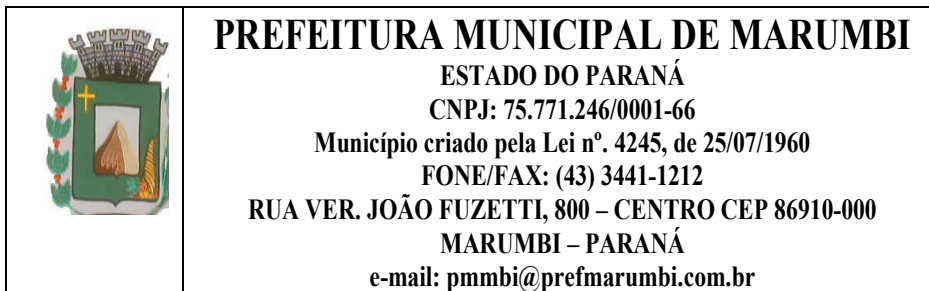 PREFEITURA MUNICIPAL DE MARUMBI
ESTADO DO PARANÁ
CNPJ: 75.771.246/0001-66
Município criado pela Lei nº. 4245, de 25/07/1960
FONE/FAX: (43) 3441-1212
RUA VER. JOÃO FUZETTI, 800 – CENTRO CEP 86910-000
MARUMBI – PARANÁ
e-mail: pmmbi@prefmarumbi.com.br